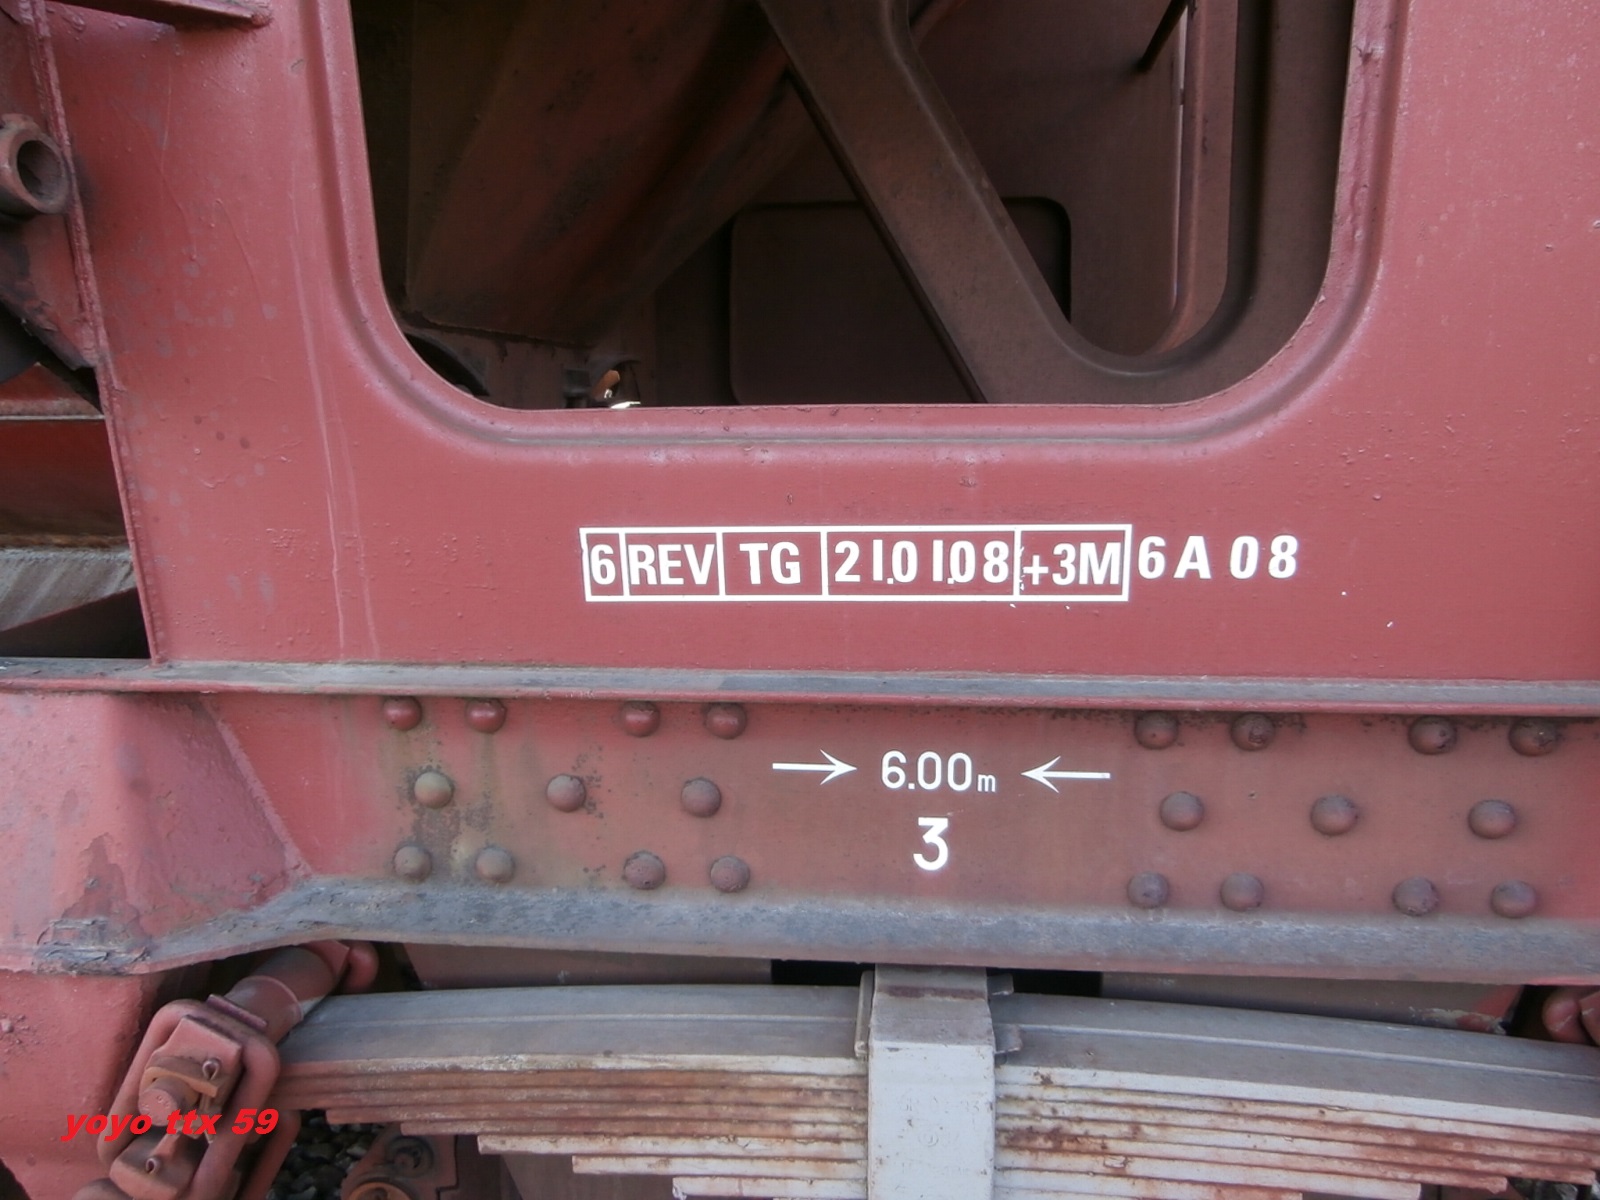 6 REV TG 21.01.08 +3M 6A 08
→ 6.00m ←
3
yoyo ttx 59